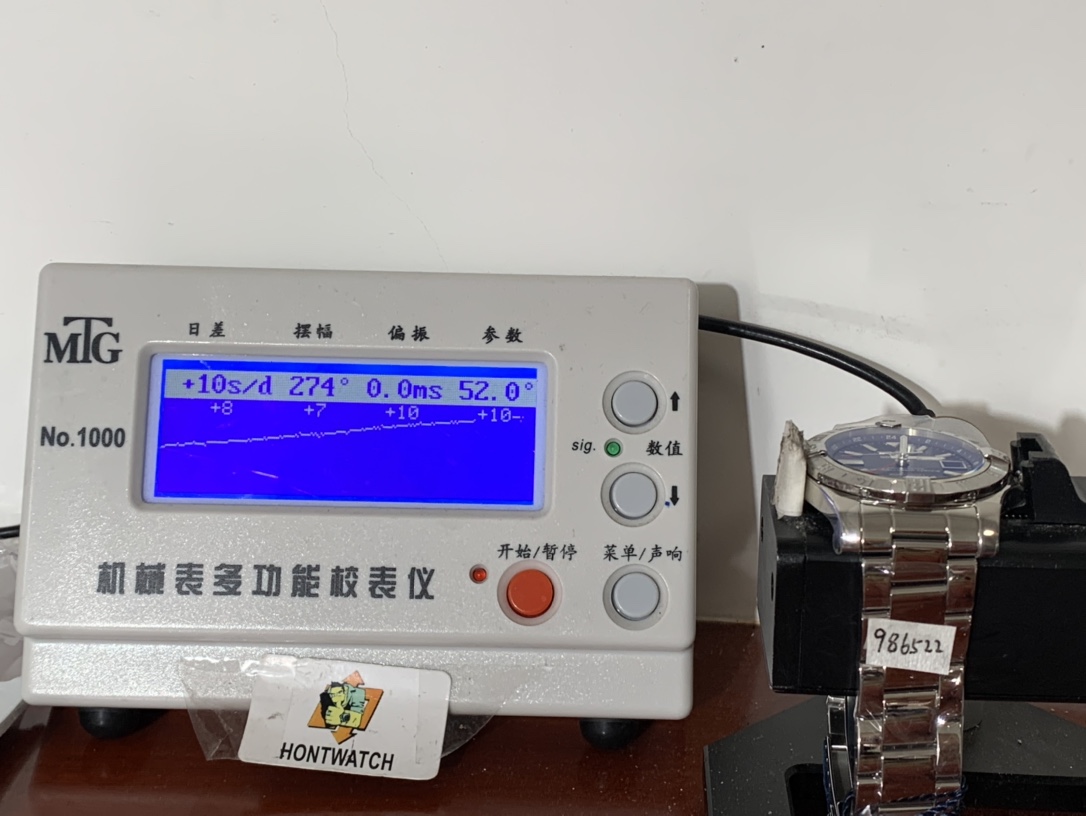 MTG
日差 摆幅 偏振 参数
+10s/d 274° 0.0ms 52.0°
+8 +7 +10 +10-
No.1000
sig. 数值
开始/暂停 菜单/声响
机械表多功能校表仪
986522
HONTWATCH